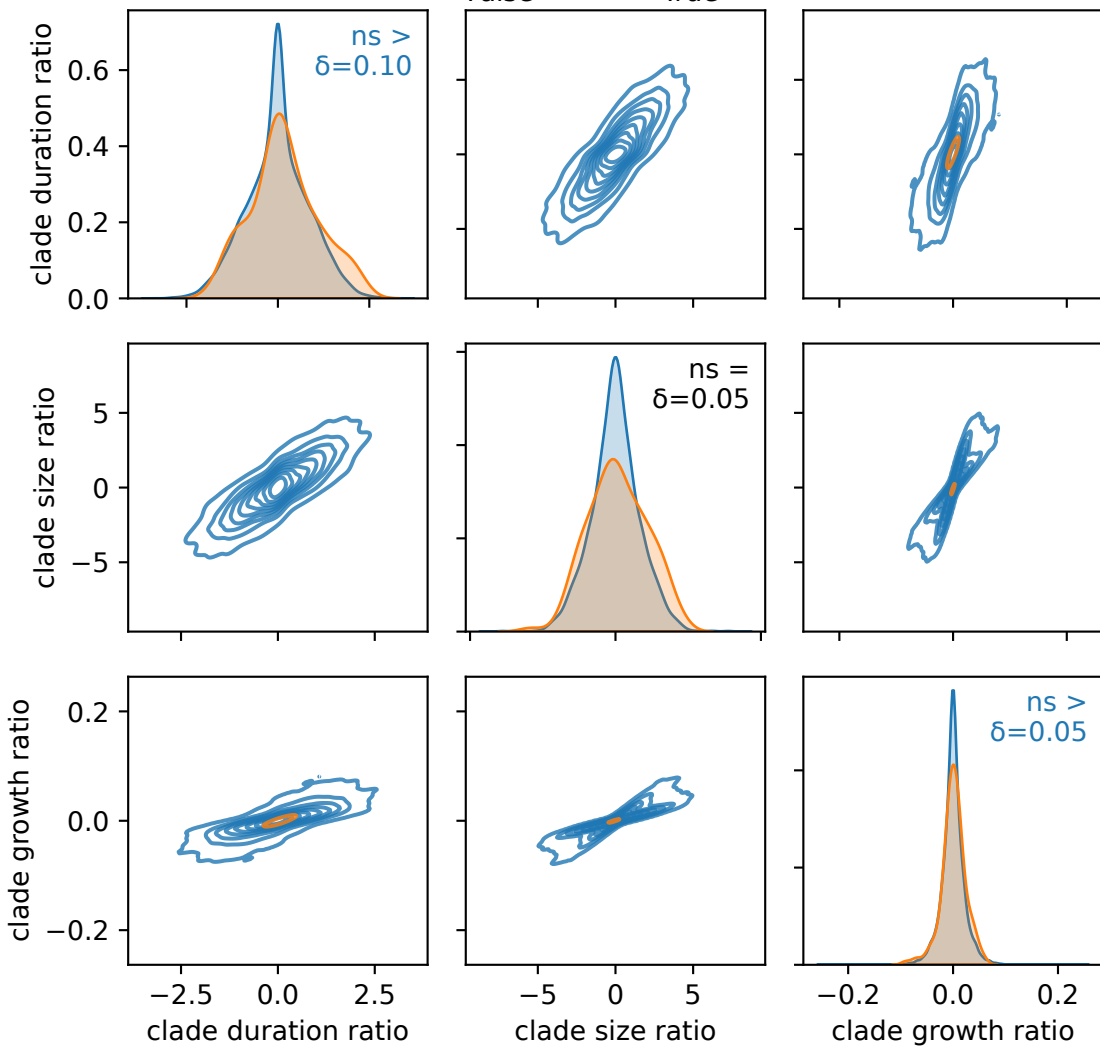 clade duration ratio
0.6
0.4
0.2
0.0
ns >
δ=0.10
clade size ratio
5
0
−5
ns =
δ=0.05
clade growth ratio
0.2
0.0
−0.2
ns >
δ=0.05
−2.5 0.0 2.5
−5 0 5
−0.2 0.0 0.2
clade duration ratio
clade size ratio
clade growth ratio